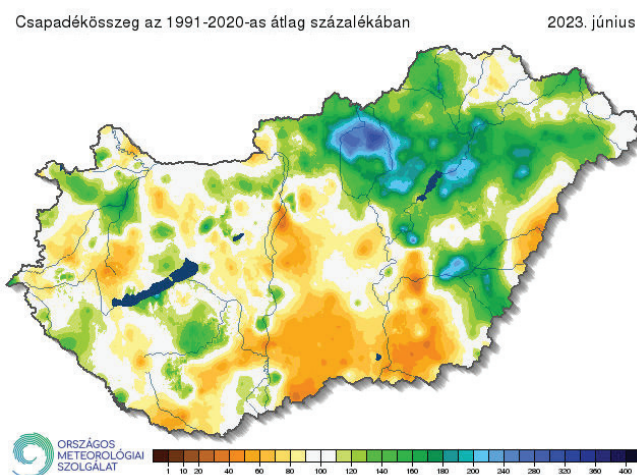 Csapadékösszeg az 1991-2020-as átlag százalékában
2023. június
ORSZÁGOS
METEOROLÓGIAI
SZOLGÁLAT
1 10 20 40 60 80 100 120 140 160 180 200 240 280 320 360 400